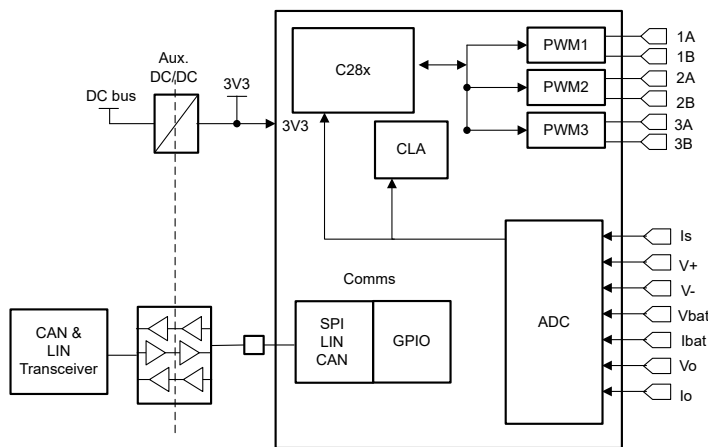 Aux.
DC/DC
DC bus
3V3
3V3
C28x
CLA
PWM1
PWM2
PWM3
1A
1B
2A
2B
3A
3B
Comms
SPI
LIN
CAN
GPIO
ADC
Is
V+
V-
Vbat
Ibat
Vo
Io
CAN &
LIN
Transceiver